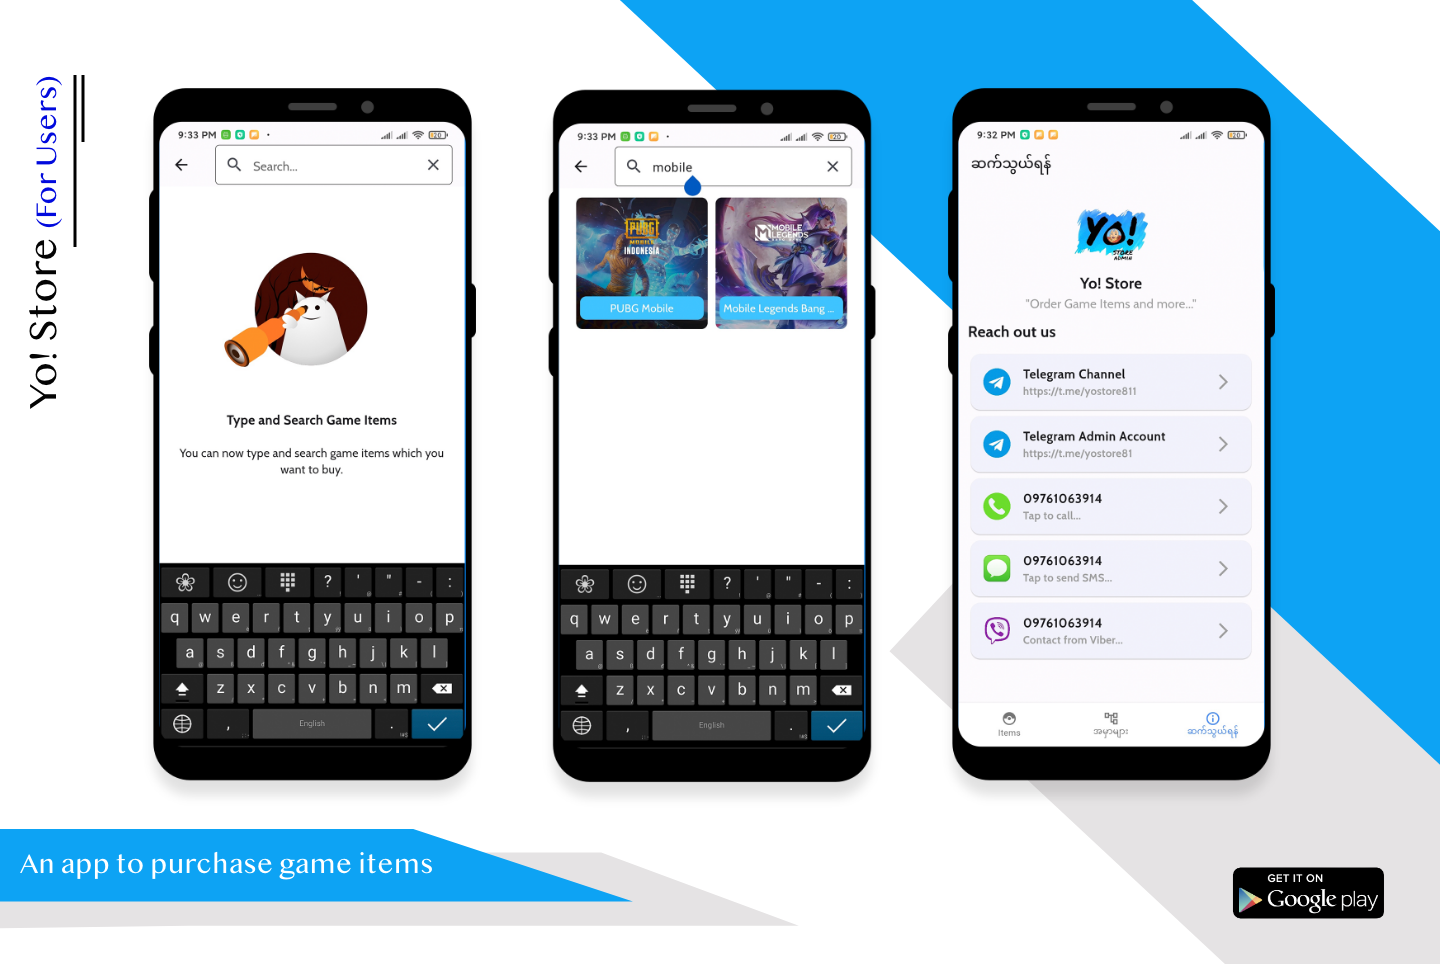 Yo! Store (For Users)
9:33 PM
20
Search...
Type and Search Game Items
You can now type and search game items which you
want to buy.
? ' " - :
q w e r t y u i o p
a s d f g h j k l
z x c v b n m
, English .
9:33 PM
20
mobile
PUBG
MOBILE
INDONESIA
PUBG Mobile
MOBILE
LEGENDS
BANG BANG
Mobile Legends Bang ...
? ' " - :
q w e r t y u i o p
a s d f g h j k l
z x c v b n m
, English .
9:32 PM
20
ဆက်သွယ်ရန်
Yo!
STORE
ADMIN
Yo! Store
"Order Game Items and more..."
Reach out us
Telegram Channel
https://t.me/yostore811
Telegram Admin Account
https://t.me/yostore81
09761063914
Tap to call...
09761063914
Tap to send SMS...
09761063914
Contact from Viber...
Items အမှာများ ဆက်သွယ်ရန်
An app to purchase game items
GET IT ON
Google play